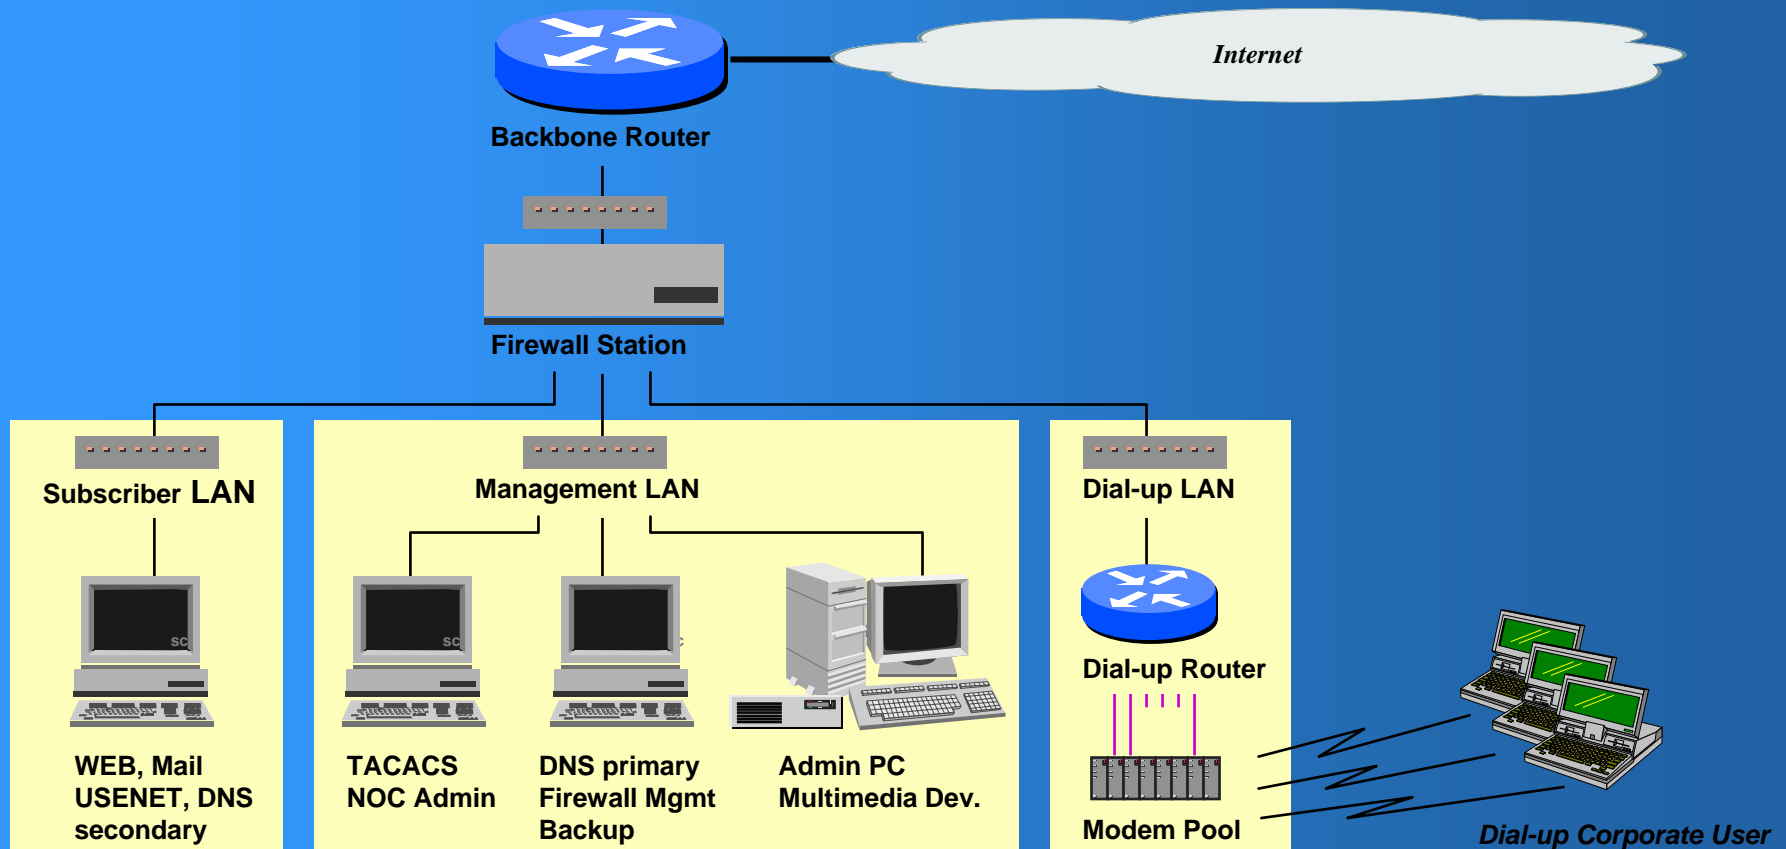 Internet
Backbone Router
Firewall Station
Subscriber LAN
Management LAN
Dial-up LAN
sc
sc
c
Dial-up Router
WEB, Mail
USENET, DNS
secondary
TACACS
NOC Admin
DNS primary
Firewall Mgmt
Backup
Admin PC
Multimedia Dev.
Modem Pool
Dial-up Corporate User